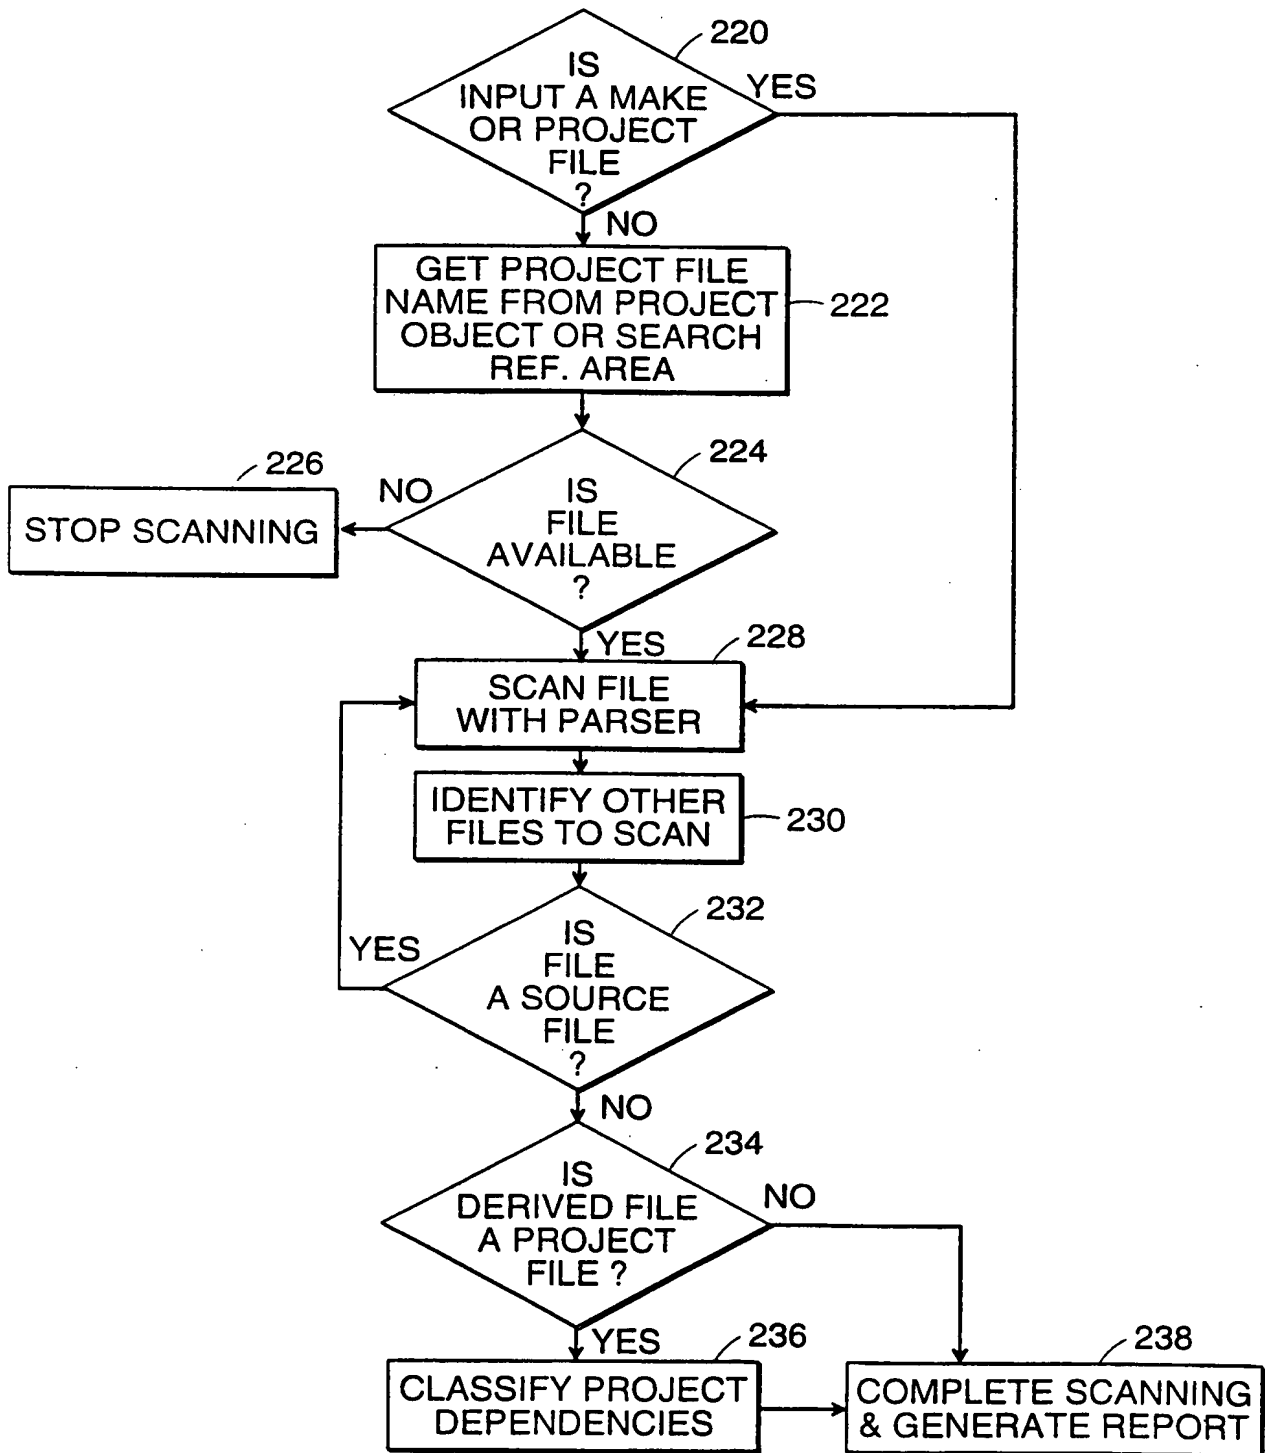 220
IS
INPUT A MAKE
OR PROJECT
FILE
?
YES
NO
GET PROJECT FILE
NAME FROM PROJECT
OBJECT OR SEARCH
REF. AREA
222
224
IS
FILE
AVAILABLE
?
NO
226
STOP SCANNING
YES
228
SCAN FILE
WITH PARSER
IDENTIFY OTHER
FILES TO SCAN
230
232
IS
FILE
A SOURCE
FILE
?
YES
NO
234
IS
DERIVED FILE
A PROJECT
FILE ?
NO
YES
236
CLASSIFY PROJECT
DEPENDENCIES
238
COMPLETE SCANNING
& GENERATE REPORT